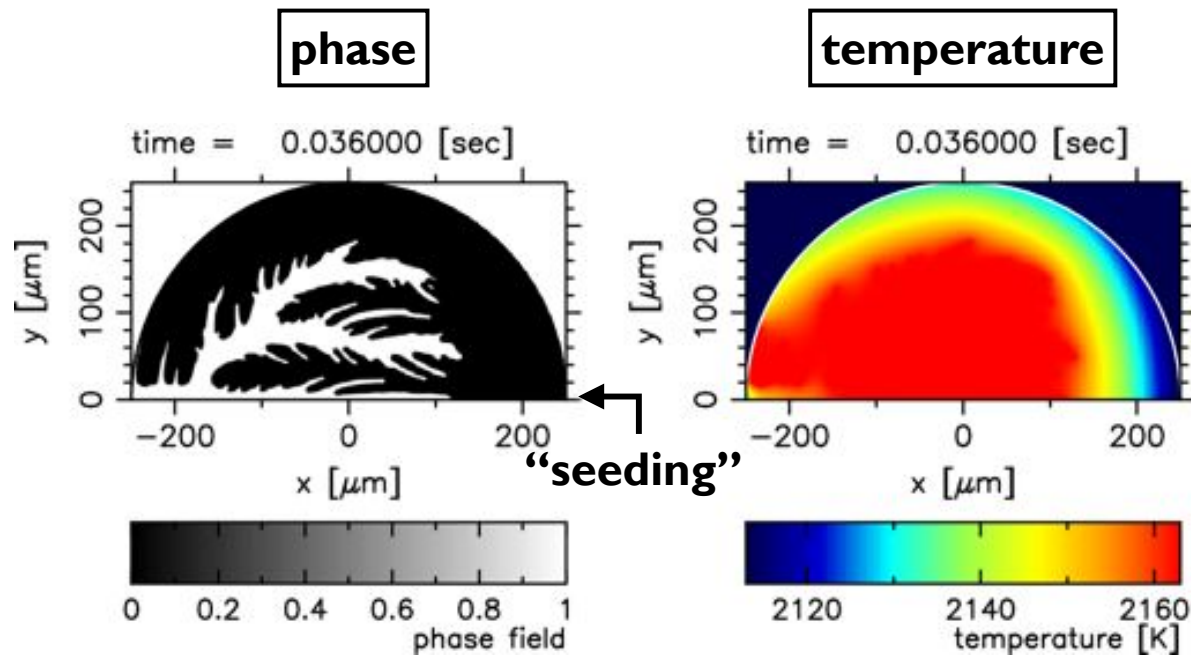 phase
temperature
time = 0.036000 [sec]
time = 0.036000 [sec]
y [μm]
200
100
0
−200
0
200
x [μm]
y [μm]
200
100
0
−200
0
200
x [μm]
“seeding”
0 0.2 0.4 0.6 0.8 1
phase field
2120 2140 2160
temperature [K]